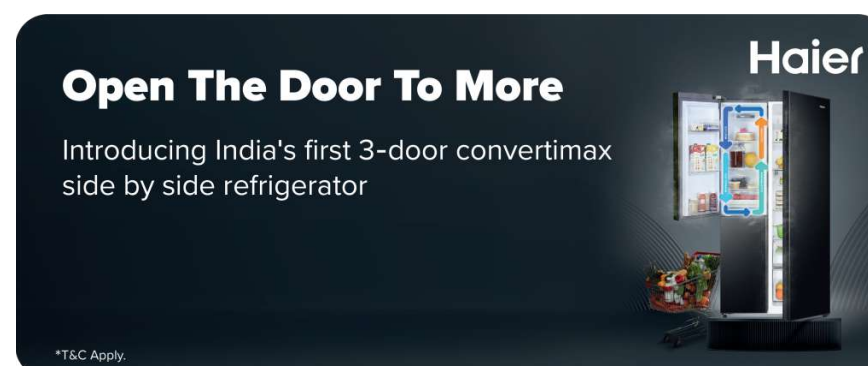 Haier
Open The Door To More
Introducing India's first 3-door convertimax
side by side refrigerator
*T&C Apply.